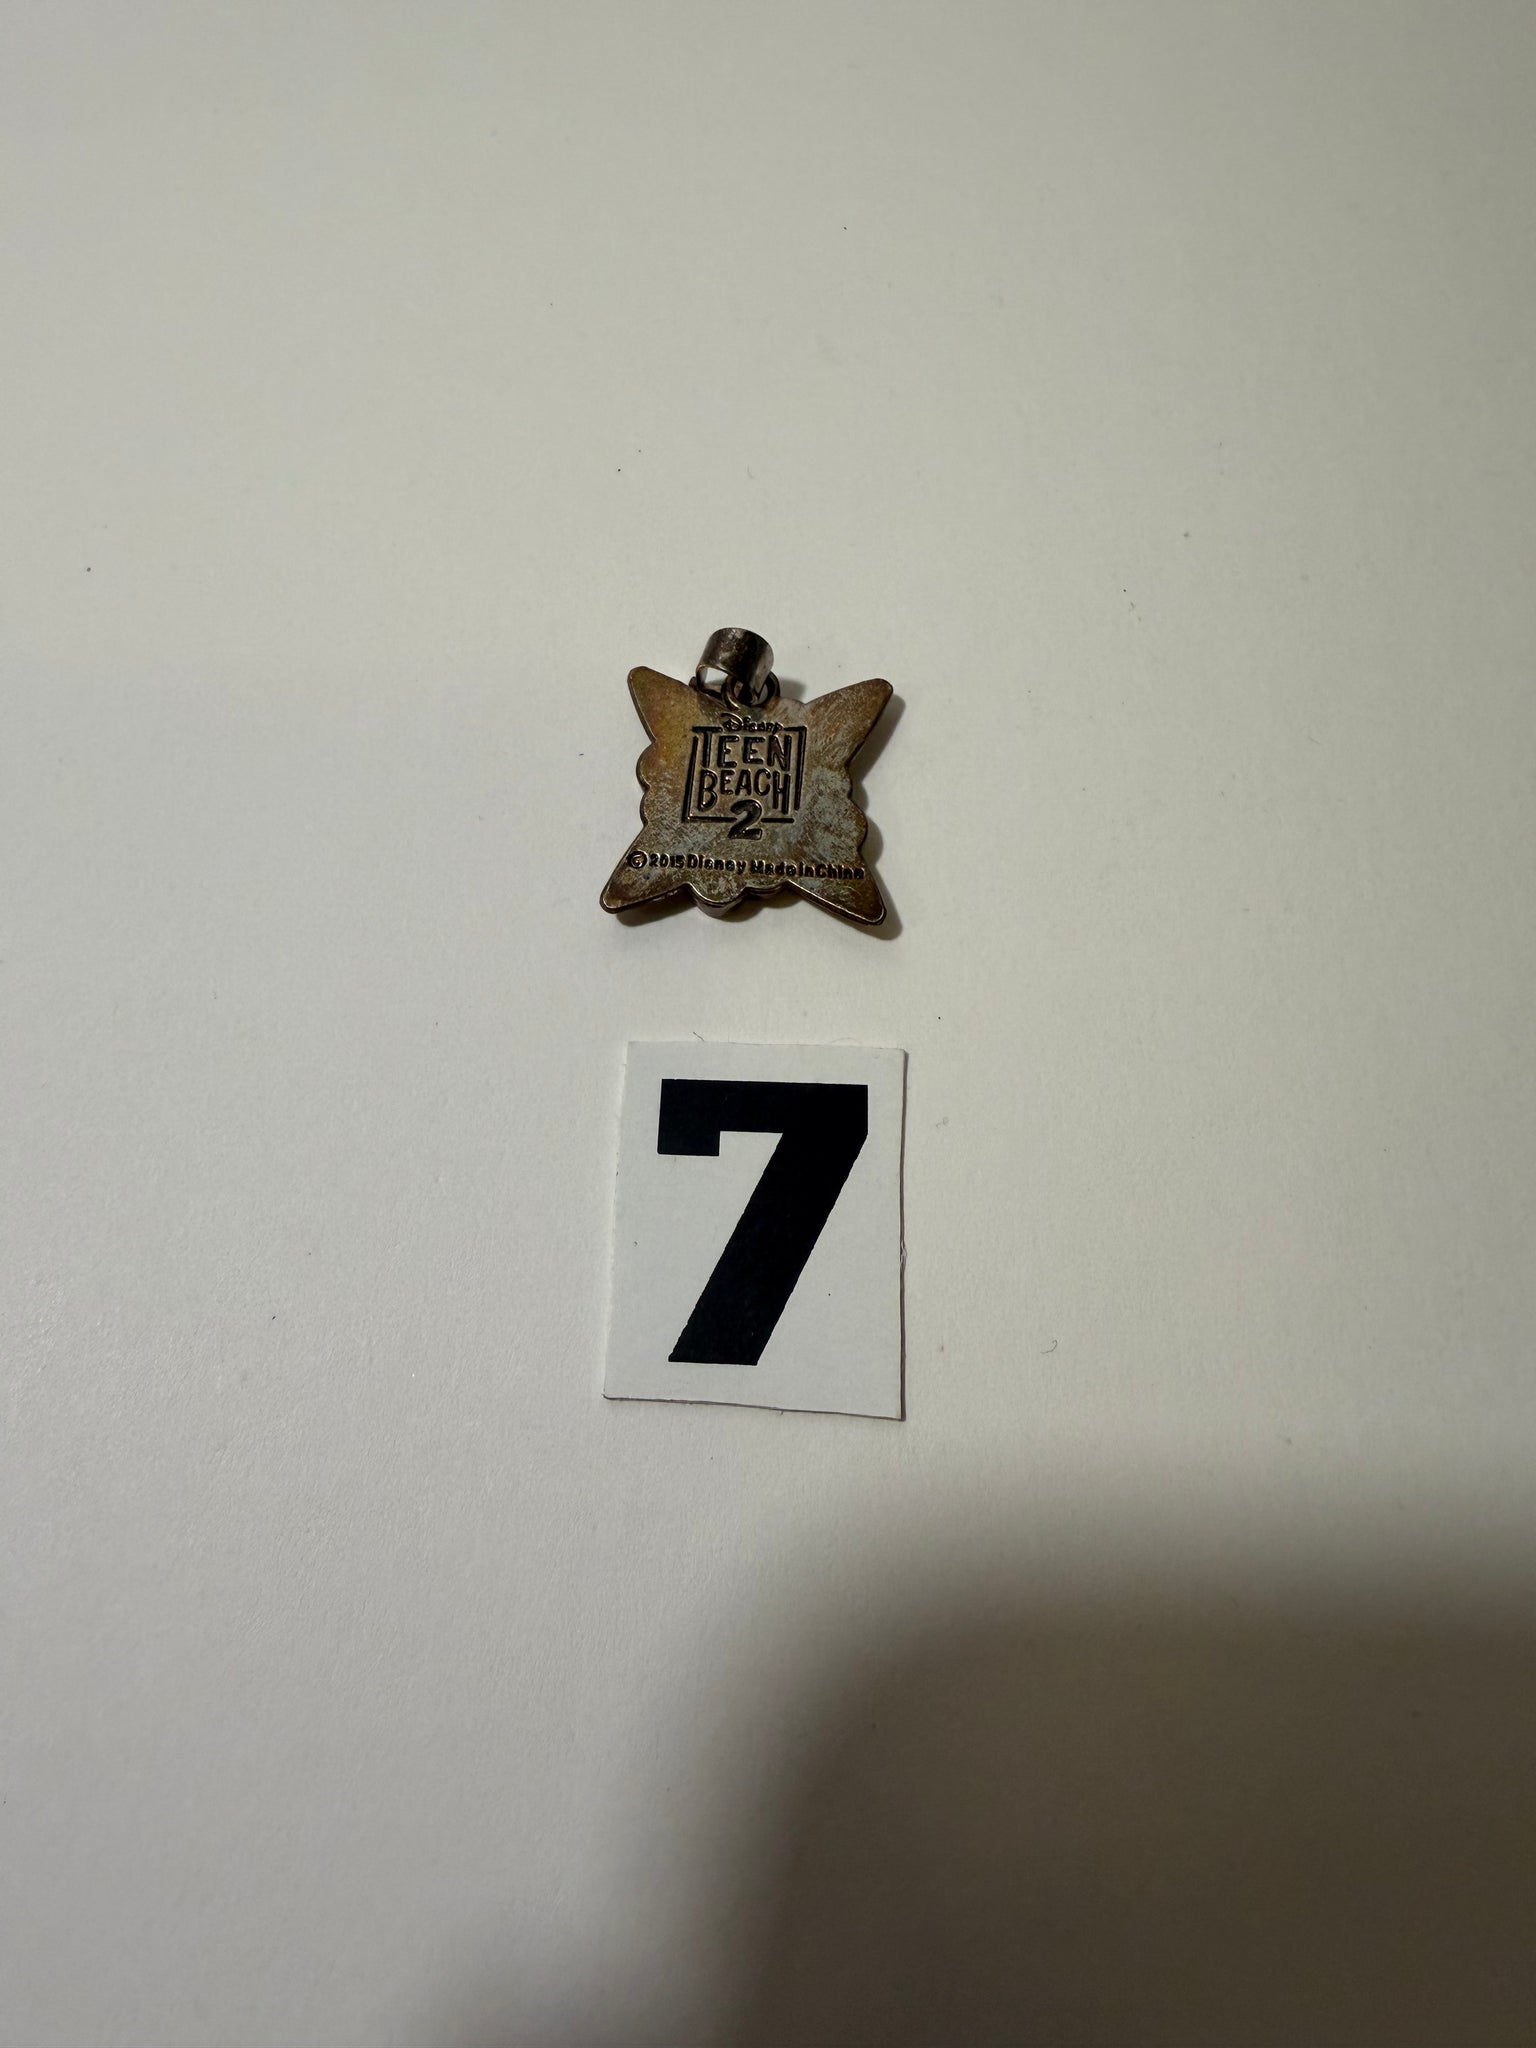 Disney
TEEN
BEACH
2
©2015 Disney Made in China
7